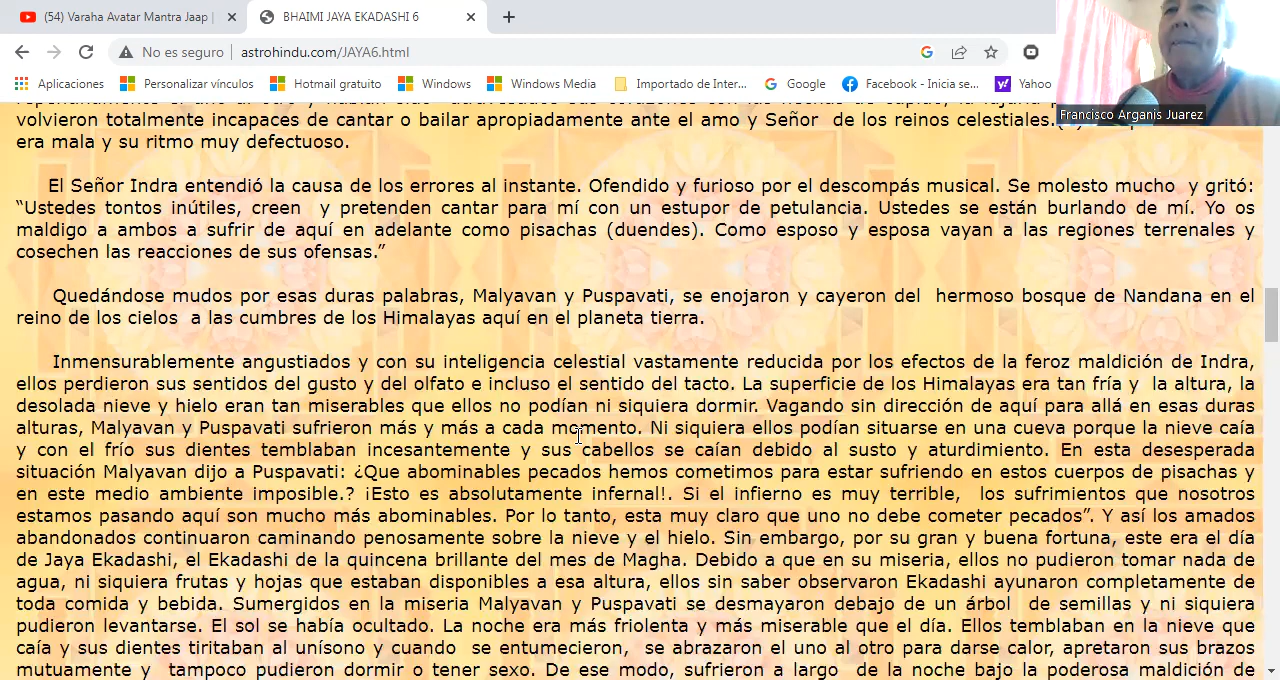 (54) Varaha Avatar Mantra Jaap |
BHAIMI JAYA EKADASHI 6
No es seguro
astrohindu.com/JAYA6.html
Aplicaciones
Personalizar vínculos
Hotmail gratuito
Windows
Windows Media
Importado de Inter...
Google
Facebook - Inicia se...
Yahoo
Francisco Arganis Juarez
volvieron totalmente incapaces de cantar o bailar apropiadamente ante el amo y Señor de los reinos celestiales.
era mala y su ritmo muy defectuoso.
El Señor Indra entendió la causa de los errores al instante. Ofendido y furioso por el descompás musical. Se molesto mucho y gritó:
“Ustedes tontos inútiles, creen y pretenden cantar para mí con un estupor de petulancia. Ustedes se están burlando de mí. Yo os
maldigo a ambos a sufrir de aquí en adelante como pisachas (duendes). Como esposo y esposa vayan a las regiones terrenales y
cosechen las reacciones de sus ofensas.”
Quedándose mudos por esas duras palabras, Malyavan y Puspavati, se enojaron y cayeron del hermoso bosque de Nandana en el
reino de los cielos a las cumbres de los Himalayas aquí en el planeta tierra.
Inmensurablemente angustiados y con su inteligencia celestial vastamente reducida por los efectos de la feroz maldición de Indra,
ellos perdieron sus sentidos del gusto y del olfato e incluso el sentido del tacto. La superficie de los Himalayas era tan fría y la altura, la
desolada nieve y hielo eran tan miserables que ellos no podían ni siquiera dormir. Vagando sin dirección de aquí para allá en esas duras
alturas, Malyavan y Puspavati sufrieron más y más a cada momento. Ni siquiera ellos podían situarse en una cueva porque la nieve caía
y con el frío sus dientes temblaban incesantemente y sus cabellos se caían debido al susto y aturdimiento. En esta desesperada
situación Malyavan dijo a Puspavati: ¿Que abominables pecados hemos cometimos para estar sufriendo en estos cuerpos de pisachas y
en este medio ambiente imposible.? ¡Esto es absolutamente infernal!. Si el infierno es muy terrible, los sufrimientos que nosotros
estamos pasando aquí son mucho más abominables. Por lo tanto, esta muy claro que uno no debe cometer pecados”. Y así los amados
abandonados continuaron caminando penosamente sobre la nieve y el hielo. Sin embargo, por su gran y buena fortuna, este era el día
de Jaya Ekadashi, el Ekadashi de la quincena brillante del mes de Magha. Debido a que en su miseria, ellos no pudieron tomar nada de
agua, ni siquiera frutas y hojas que estaban disponibles a esa altura, ellos sin saber observaron Ekadashi ayunaron completamente de
toda comida y bebida. Sumergidos en la miseria Malyavan y Puspavati se desmayaron debajo de un árbol de semillas y ni siquiera
pudieron levantarse. El sol se había ocultado. La noche era más friolenta y más miserable que el día. Ellos temblaban en la nieve que
caía y sus dientes tiritaban al unísono y cuando se entumecieron, se abrazaron el uno al otro para darse calor, apretaron sus brazos
mutuamente y tampoco pudieron dormir o tener sexo. De ese modo, sufrieron a largo de la noche bajo la poderosa maldición de